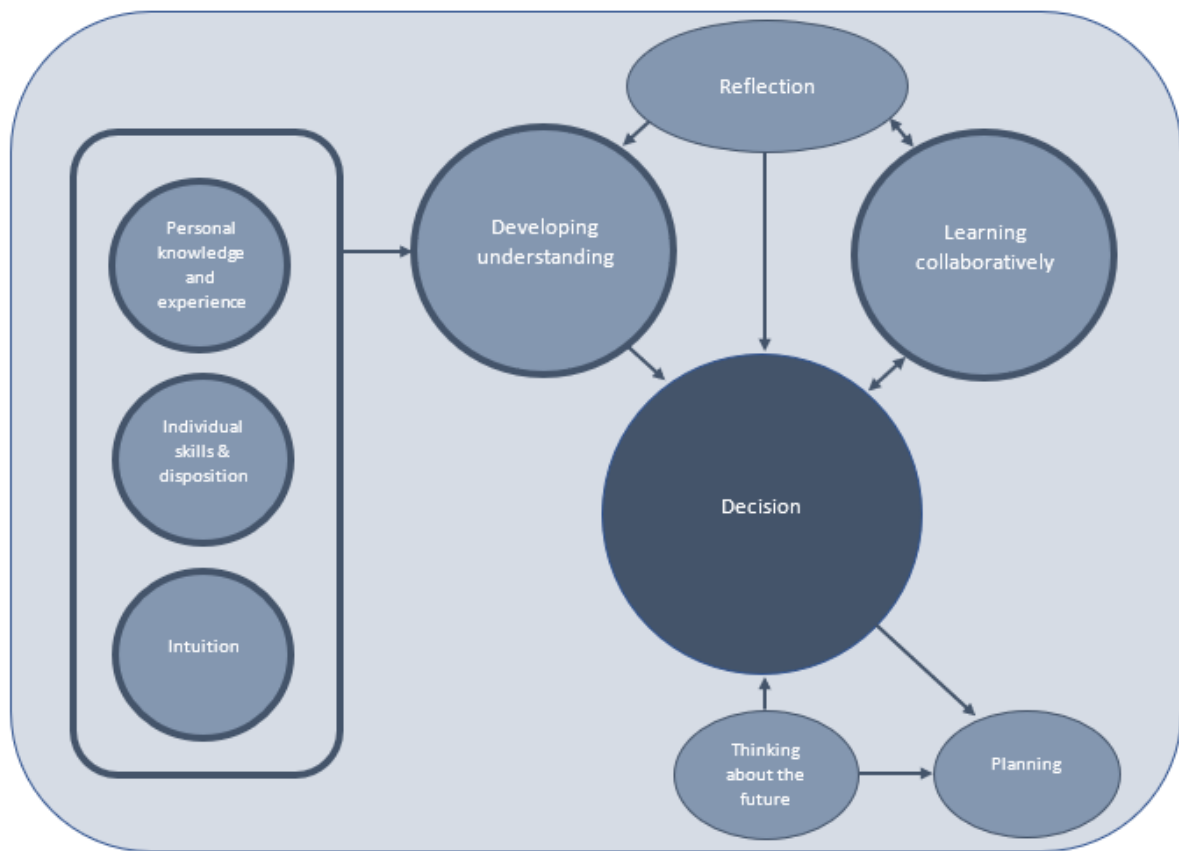 Reflection
Developing
understanding
Learning
collaboratively
Personal
knowledge
and
experience
Individual
skills &
disposition
Intuition
Decision
Thinking
about the
future
Planning